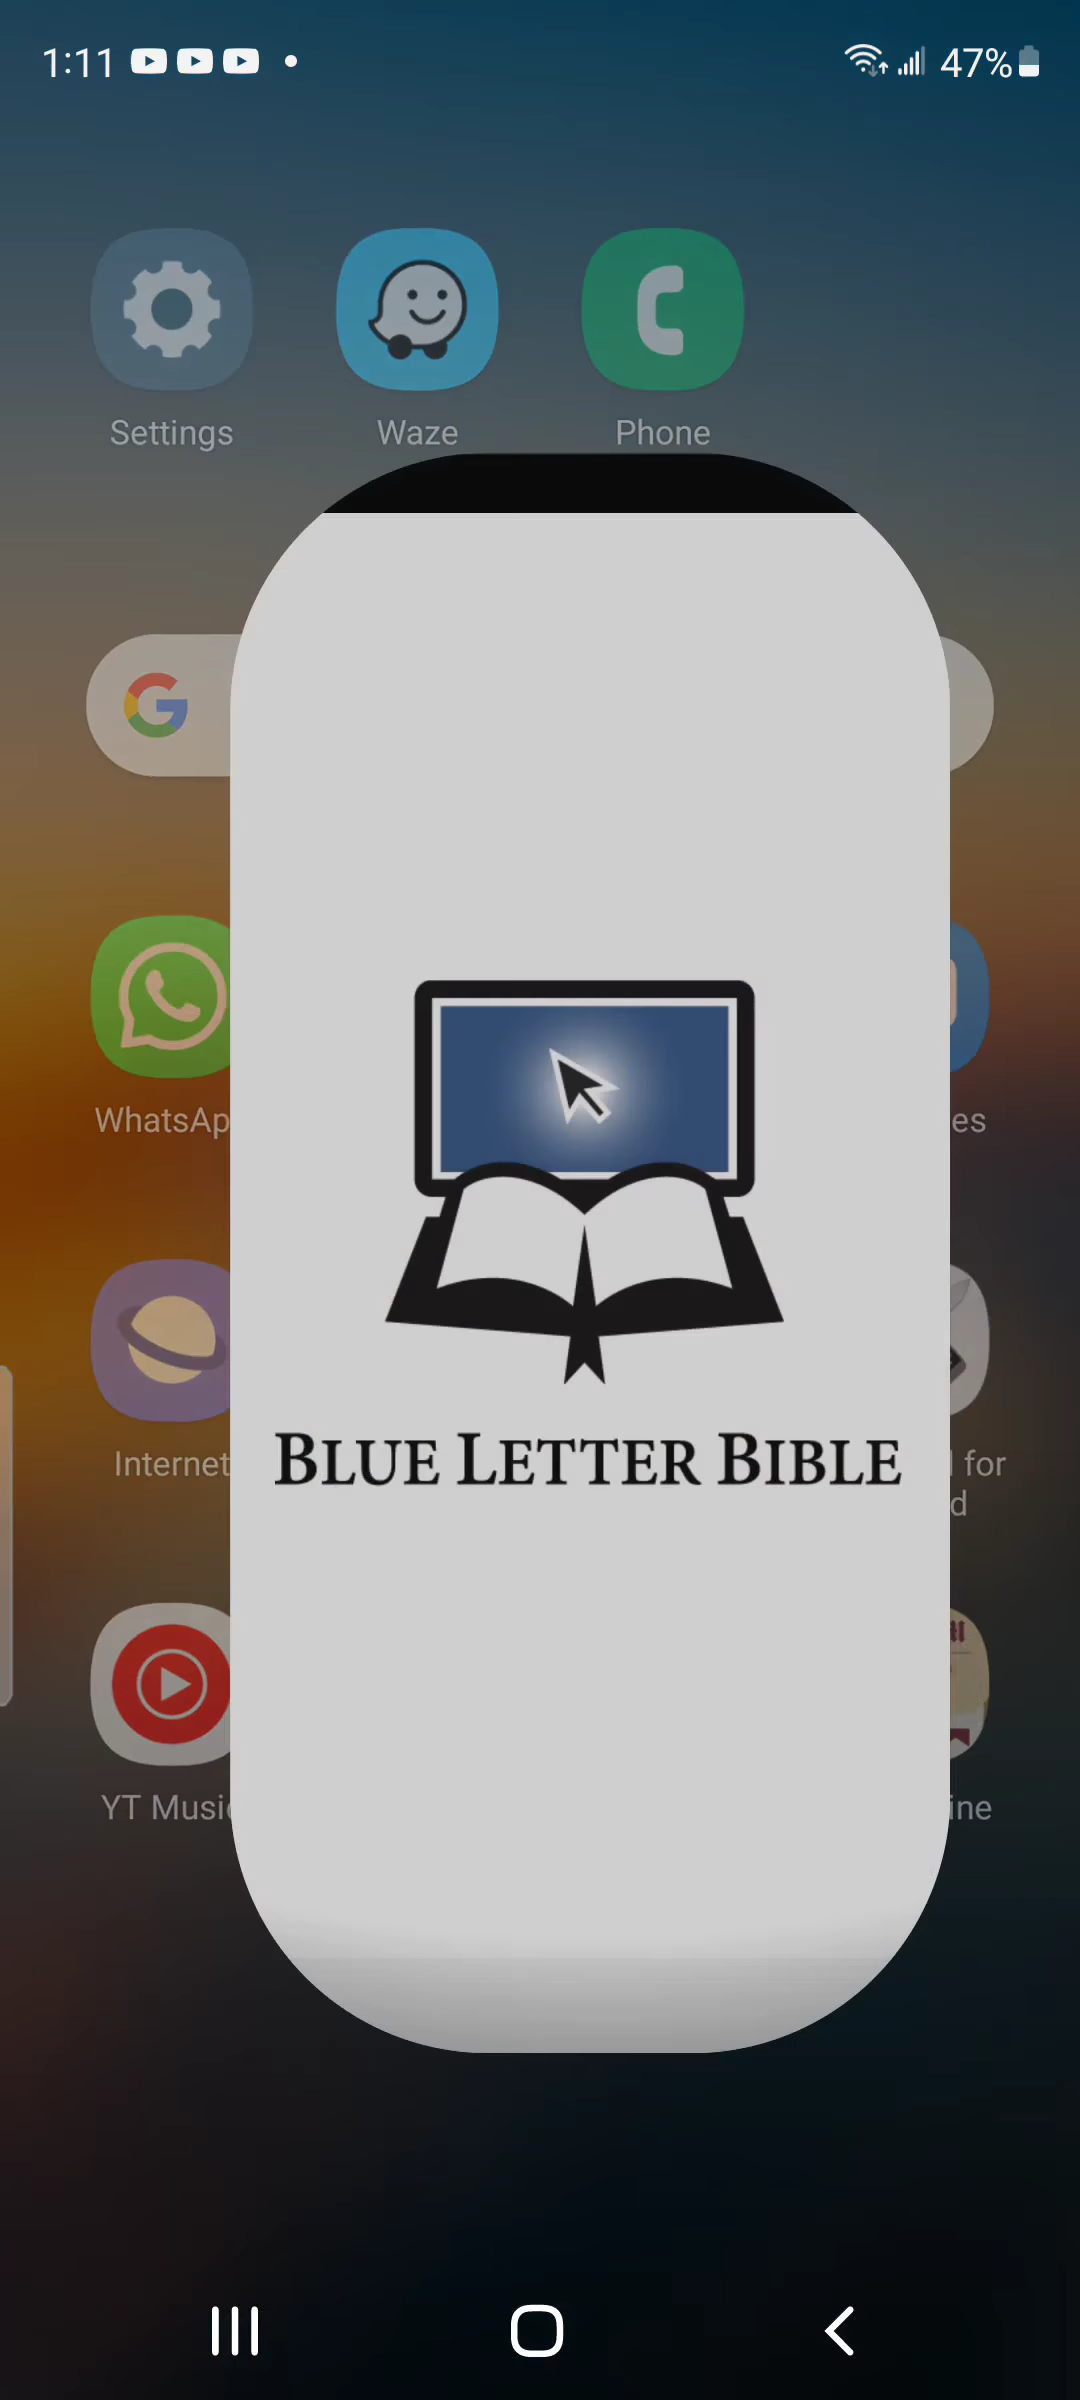 1:11 47%
Settings Waze Phone
WhatsAp es
BLUE LETTER BIBLE
Internet for
d
YT Musi ine